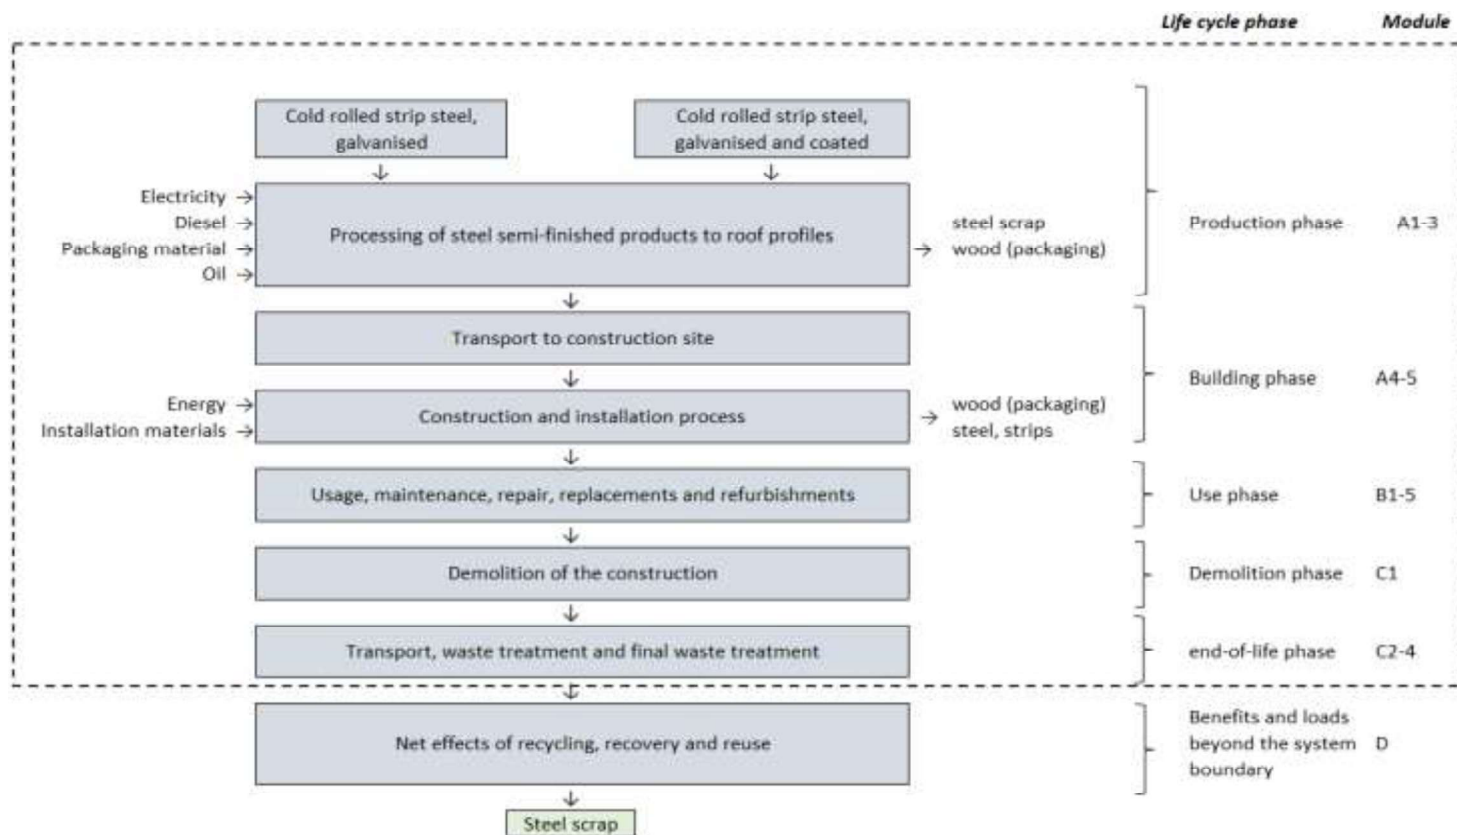 Life cycle phase Module
Cold rolled strip steel,
galvanised
Cold rolled strip steel,
galvanised and coated
Electricity
Diesel
Packaging material
Oil
Processing of steel semi-finished products to roof profiles
steel scrap
wood (packaging)
Production phase A1-3
Transport to construction site
Building phase A4-5
Energy
Installation materials
Construction and installation process
wood (packaging)
steel, strips
Usage, maintenance, repair, replacements and refurbishments
Use phase B1-5
Demolition of the construction
Demolition phase C1
Transport, waste treatment and final waste treatment
end-of-life phase C2-4
Net effects of recycling, recovery and reuse
Benefits and loads
beyond the system D
boundary
Steel scrap